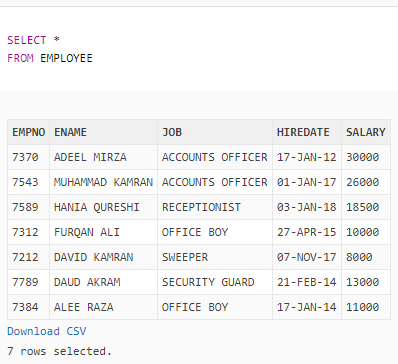 SELECT *
FROM EMPLOYEE
EMPNO ENAME JOB HIREDATE SALARY
7370 ADEEL MIRZA ACCOUNTS OFFICER 17-JAN-12 30000
7543 MUHAMMAD KAMRAN ACCOUNTS OFFICER 01-JAN-17 26000
7589 HANIA QURESHI RECEPTIONIST 03-JAN-18 18500
7312 FURQAN ALI OFFICE BOY 27-APR-15 10000
7212 DAVID KAMRAN SWEEPER 07-NOV-17 8000
7789 DAUD AKRAM SECURITY GUARD 21-FEB-14 13000
7384 ALEE RAZA OFFICE BOY 17-JAN-14 11000
Download CSV
7 rows selected.